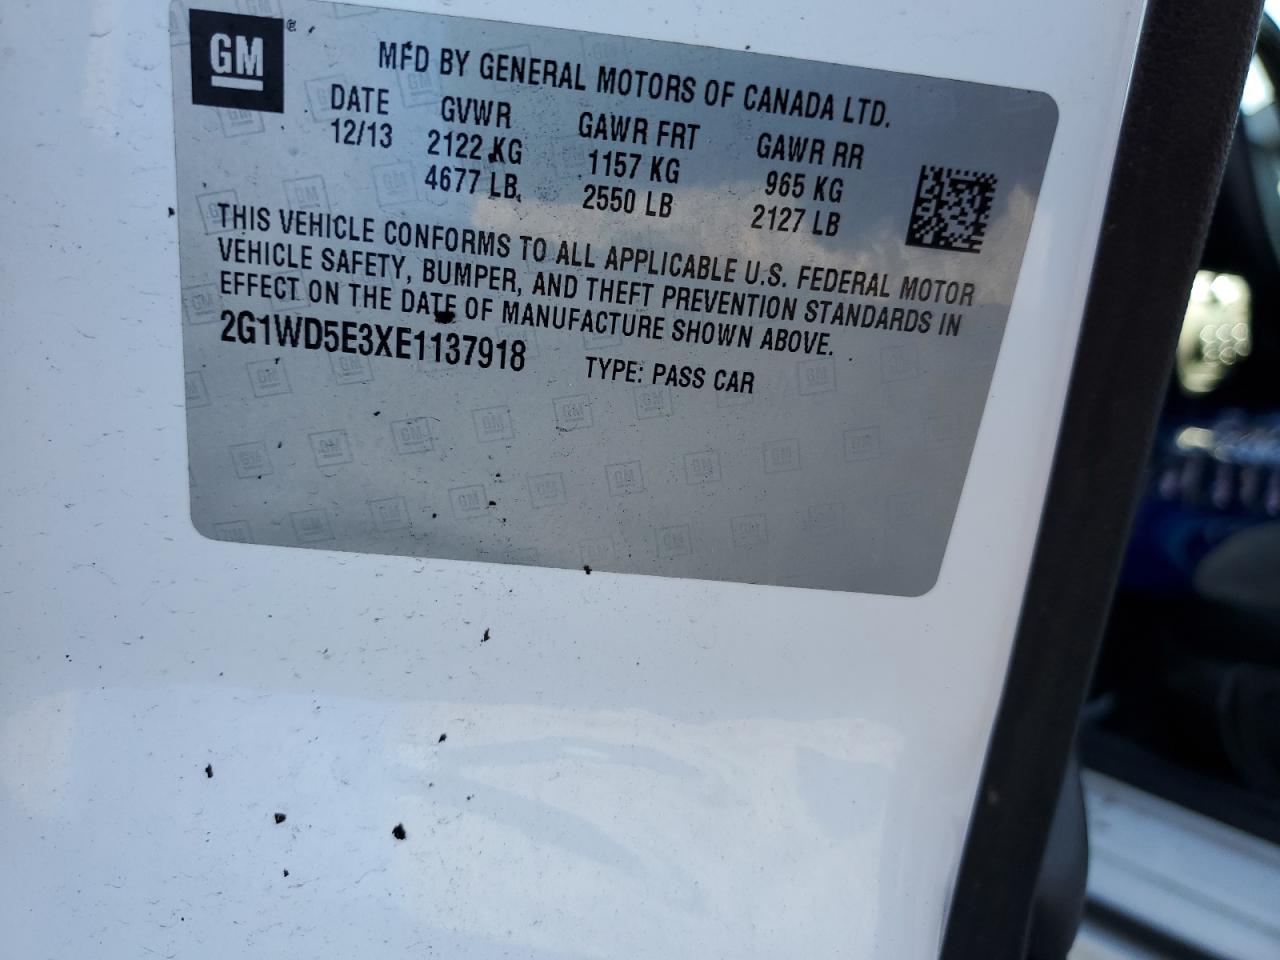 GM
MFD BY GENERAL MOTORS OF CANADA LTD.
DATE GVWR GAWR FRT GAWR RR
12/13 2122 KG 1157 KG 965 KG
4677 LB 2550 LB 2127 LB
THIS VEHICLE CONFORMS TO ALL APPLICABLE U.S. FEDERAL MOTOR
VEHICLE SAFETY, BUMPER, AND THEFT PREVENTION STANDARDS IN
EFFECT ON THE DATE OF MANUFACTURE SHOWN ABOVE.
2G1WD5E3XE1137918 TYPE: PASS CAR